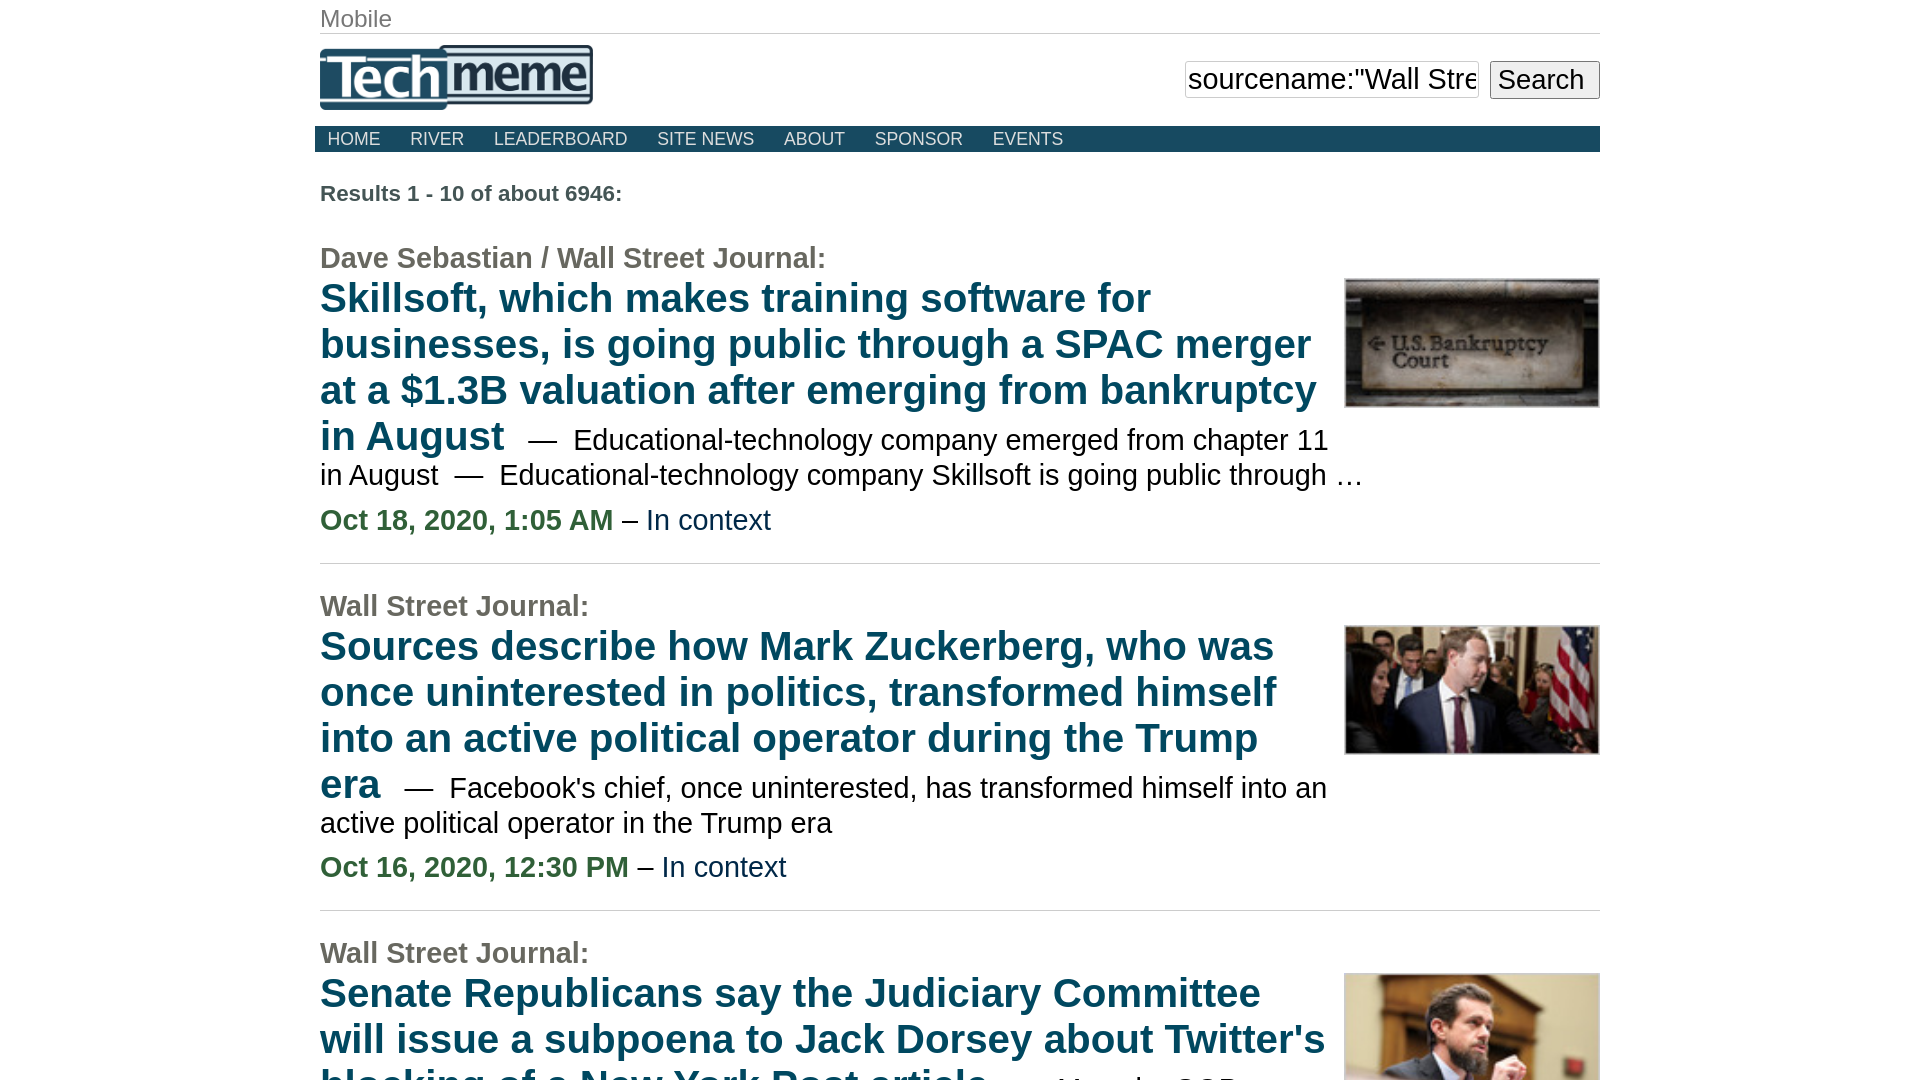 Mobile
Techmeme
sourcename:"Wall Stre
Search
HOME RIVER LEADERBOARD SITE NEWS ABOUT SPONSOR EVENTS
Results 1 - 10 of about 6946:
Dave Sebastian / Wall Street Journal:
Skillsoft, which makes training software for
businesses, is going public through a SPAC merger
at a $1.3B valuation after emerging from bankruptcy
in August — Educational-technology company emerged from chapter 11
in August — Educational-technology company Skillsoft is going public through …
U.S. Bankruptcy
Court
Oct 18, 2020, 1:05 AM – In context
Wall Street Journal:
Sources describe how Mark Zuckerberg, who was
once uninterested in politics, transformed himself
into an active political operator during the Trump
era — Facebook's chief, once uninterested, has transformed himself into an
active political operator in the Trump era
Oct 16, 2020, 12:30 PM – In context
Wall Street Journal:
Senate Republicans say the Judiciary Committee
will issue a subpoena to Jack Dorsey about Twitter's
blocking of a New York Post article